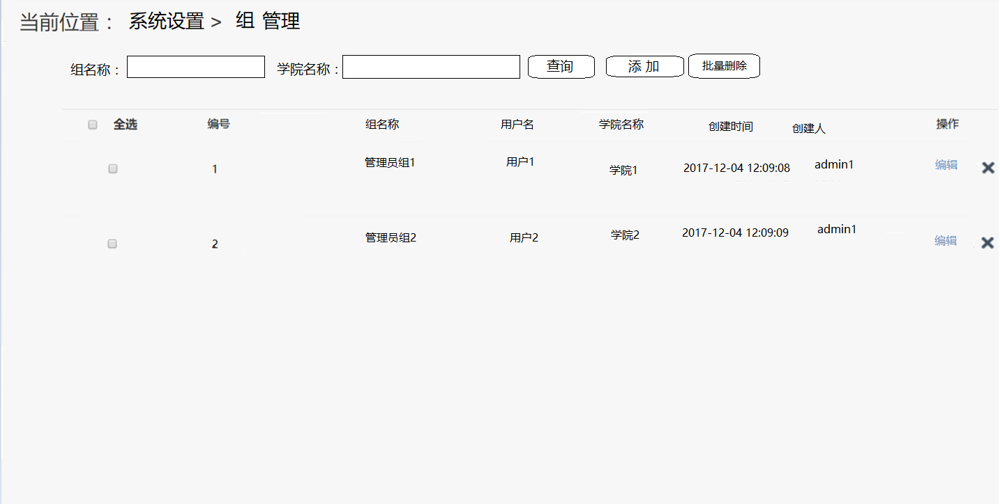 当前位置： 系统设置 > 组 管理
组名称： 学院名称： 查询 添 加 批量删除
全选 编号 组名称 用户名 学院名称 创建时间 创建人 操作
1 管理员组1 用户1 学院1 2017-12-04 12:09:08 admin1 编辑
2 管理员组2 用户2 学院2 2017-12-04 12:09:09 admin1 编辑